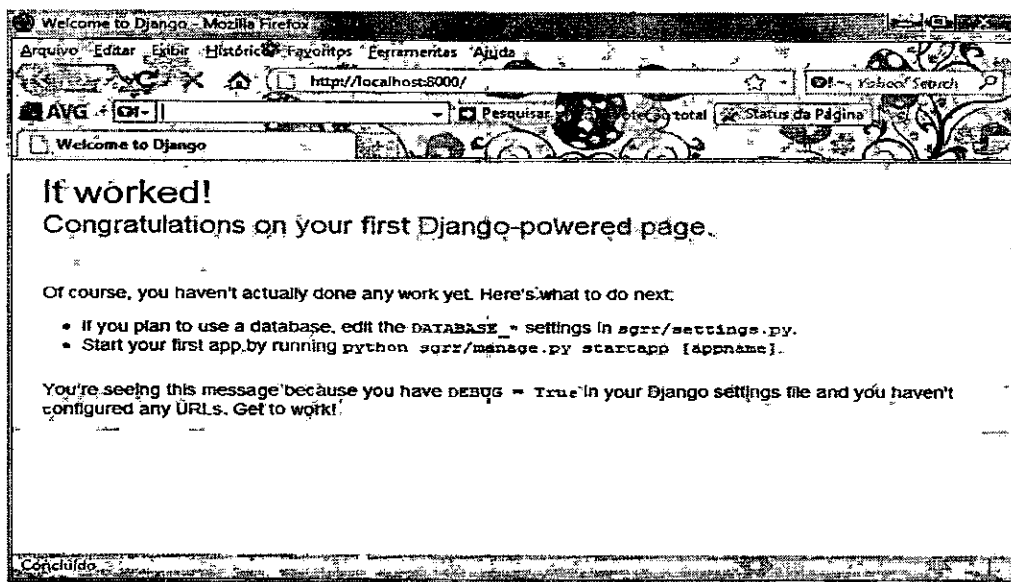 Welcome to Django - Mozilla Firefox
Arquivo Editar Exibir Histórico Favoritos Ferramentas Ajuda
http://localhost:8000/ Yahoo! Search
AVG Pesquisar total Status da Página
Welcome to Django
It worked!
Congratulations on your first Django-powered page.
Of course, you haven't actually done any work yet. Here's what to do next:
• If you plan to use a database, edit the DATABASE_* settings in sgrr/settings.py.
• Start your first app by running python sgrr/manage.py startapp [appname].
You're seeing this message because you have DEBUG = True in your Django settings file and you haven't
configured any URLs. Get to work!
Concluído